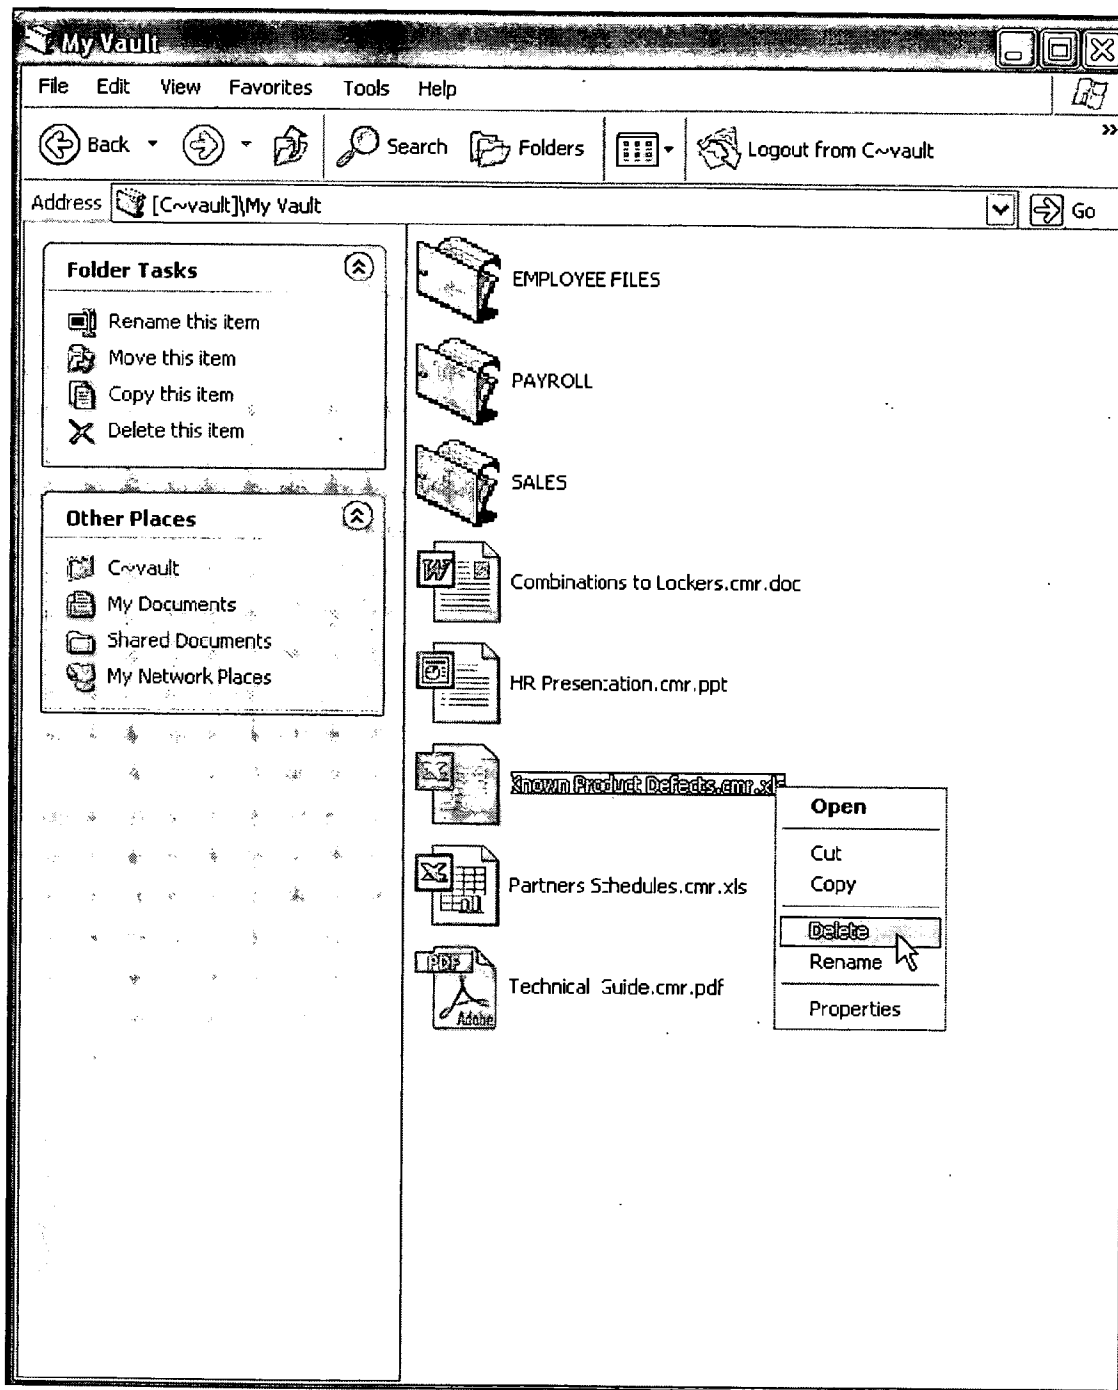 My Vault
File Edit View Favorites Tools Help
Back Search Folders Logout from C~vault »
Address [C~vault]\My Vault Go
Folder Tasks
Rename this item
Move this item
Copy this item
Delete this item
Other Places
C~vault
My Documents
Shared Documents
My Network Places
EMPLOYEE FILES
PAYROLL
SALES
W
Combinations to Lockers.cmr.doc
HR Presentation.cmr.ppt
X
Known Product Defects.cmr.xls
X
Partners Schedules.cmr.xls
PDF
Adobe
Technical Guide.cmr.pdf
Open
Cut
Copy
Delete
Rename
Properties